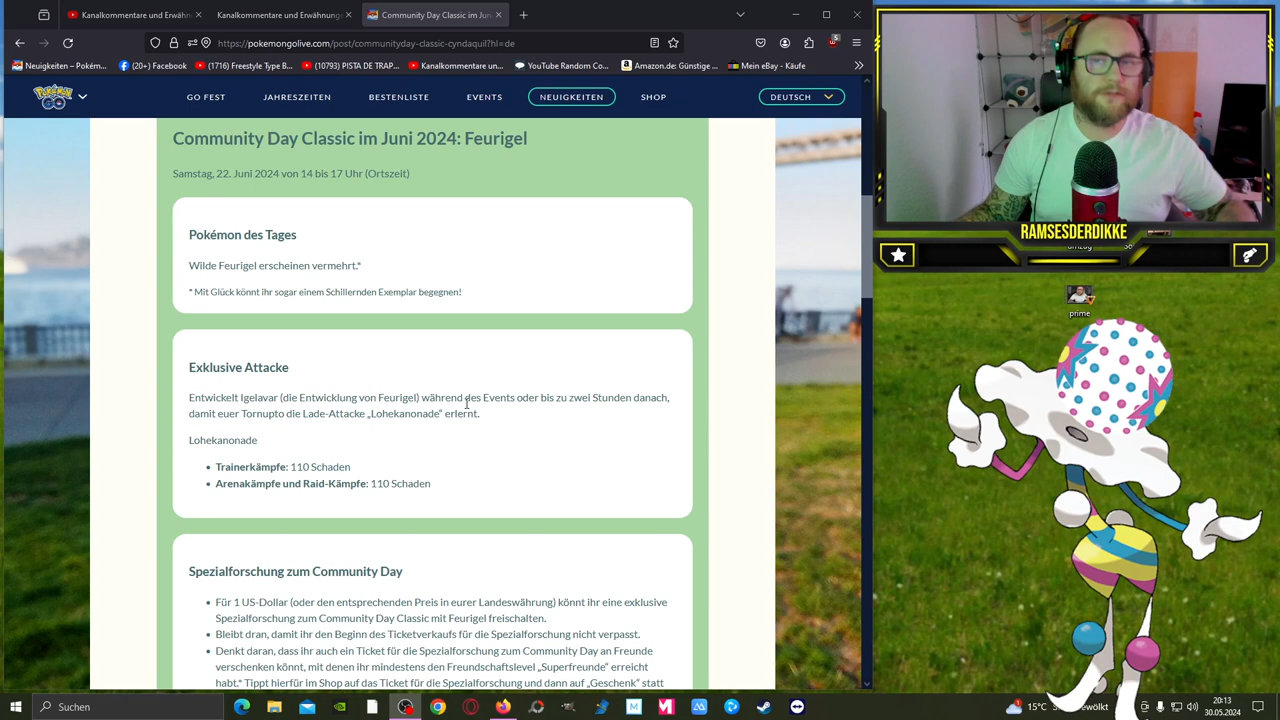 Kanalkommentare und Erwähn
Kanalkommentare und Erwähnung
Community Day Classic im Jun
https://pokemongolive.com/post/communityday-cyndaquil?hl=de
5
Neuigkeiten – Pokém...
(20+) Facebook
(1716) Freestyle Type B...
(10793) PISTA DE TRAP...
Kanalkommentare un...
YouTube Random Co...
Amazon.de: Günstige ...
Mein eBay - Käufe
POKÉMON GO
GO FEST
JAHRESZEITEN
BESTENLISTE
EVENTS
NEUIGKEITEN
SHOP
DEUTSCH
Community Day Classic im Juni 2024: Feurigel
Samstag, 22. Juni 2024 von 14 bis 17 Uhr (Ortszeit)
Pokémon des Tages
Wilde Feurigel erscheinen vermehrt.*
* Mit Glück könnt ihr sogar einem Schillernden Exemplar begegnen!
Exklusive Attacke
Entwickelt Igelavar (die Entwicklung von Feurigel) während des Events oder bis zu zwei Stunden danach,
damit euer Tornupto die Lade-Attacke „Lohekanonade“ erlernt.
Lohekanonade
• Trainerkämpfe: 110 Schaden
• Arenakämpfe und Raid-Kämpfe: 110 Schaden
Spezialforschung zum Community Day
• Für 1 US-Dollar (oder den entsprechenden Preis in eurer Landeswährung) könnt ihr eine exklusive
Spezialforschung zum Community Day Classic mit Feurigel freischalten.
• Bleibt dran, damit ihr den Beginn des Ticketverkaufs für die Spezialforschung nicht verpasst.
• Denkt daran, dass ihr auch ein Ticket für die Spezialforschung zum Community Day an Freunde
verschenken könnt, mit denen ihr mindestens den Freundschaftslevel „Superfreunde“ erreicht
habt.* Tippt hierfür im Shop auf das Ticket für die Spezialforschung und dann auf „Geschenk“ statt
RAMSESDERDIKKE
prime
Suchen
15°C
20:13
30.05.2024